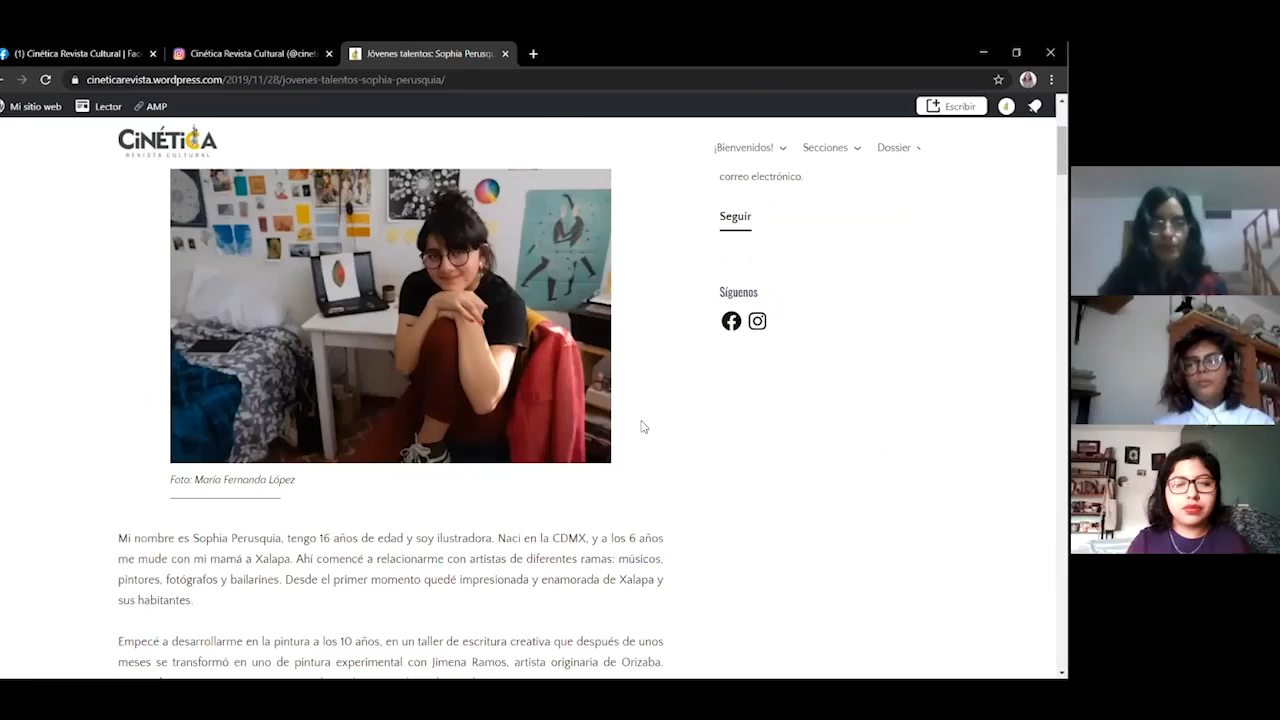 (1) Cinética Revista Cultural | Fac
Cinética Revista Cultural (@cinet
Jóvenes talentos: Sophia Perusq
cineticarevista.wordpress.com/2019/11/28/jovenes-talentos-sophia-perusquia/
Mi sitio web Lector AMP Escribir
CiNÉTiCA
REVISTA CULTURAL
¡Bienvenidos! Secciones Dossier
correo electrónico.
Seguir
Síguenos
Foto: María Fernanda López
Mi nombre es Sophia Perusquia, tengo 16 años de edad y soy ilustradora. Naci en la CDMX, y a los 6 años
me mude con mi mamá a Xalapa. Ahí comencé a relacionarme con artistas de diferentes ramas: músicos,
pintores, fotógrafos y bailarines. Desde el primer momento quedé impresionada y enamorada de Xalapa y
sus habitantes.
Empecé a desarrollarme en la pintura a los 10 años, en un taller de escritura creativa que después de unos
meses se transformó en uno de pintura experimental con Jimena Ramos, artista originaria de Orizaba.